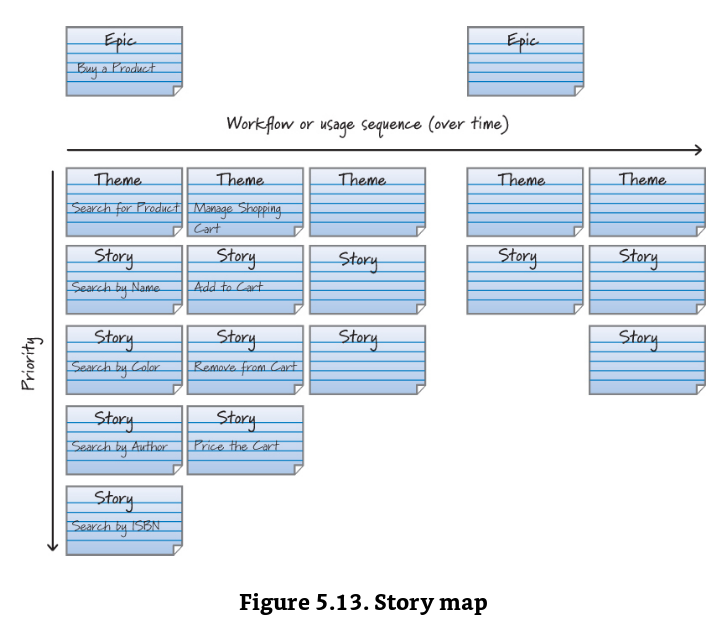 Epic
Buy a Product
Epic
Workflow or usage sequence (over time)
Priority
Theme
Search for Product
Theme
Manage Shopping
Cart
Theme
Theme
Theme
Story
Search by Name
Story
Add to Cart
Story
Story
Story
Story
Search by Color
Story
Remove from Cart
Story
Story
Story
Search by Author
Story
Price the Cart
Story
Search by ISBN
Figure 5.13. Story map